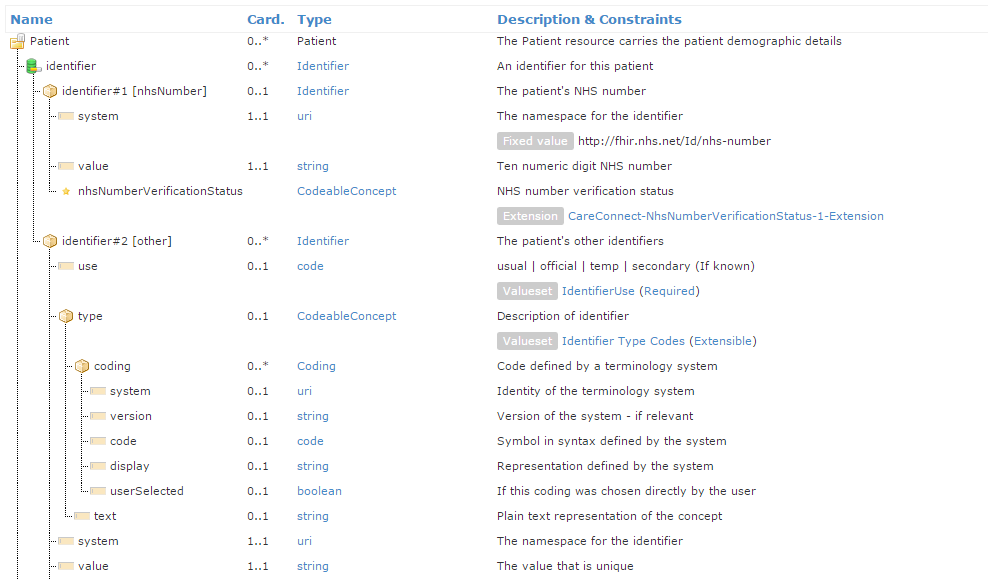 Name Card. Type Description & Constraints
Patient 0..* Patient The Patient resource carries the patient demographic details
identifier 0..* Identifier An identifier for this patient
identifier#1 [nhsNumber] 0..1 Identifier The patient's NHS number
system 1..1 uri The namespace for the identifier
Fixed value http://fhir.nhs.net/Id/nhs-number
value 1..1 string Ten numeric digit NHS number
nhsNumberVerificationStatus CodeableConcept NHS number verification status
Extension CareConnect-NhsNumberVerificationStatus-1-Extension
identifier#2 [other] 0..* Identifier The patient's other identifiers
use 0..1 code usual | official | temp | secondary (If known)
Valueset IdentifierUse (Required)
type 0..1 CodeableConcept Description of identifier
Valueset Identifier Type Codes (Extensible)
coding 0..* Coding Code defined by a terminology system
system 0..1 uri Identity of the terminology system
version 0..1 string Version of the system - if relevant
code 0..1 code Symbol in syntax defined by the system
display 0..1 string Representation defined by the system
userSelected 0..1 boolean If this coding was chosen directly by the user
text 0..1 string Plain text representation of the concept
system 1..1 uri The namespace for the identifier
value 1..1 string The value that is unique